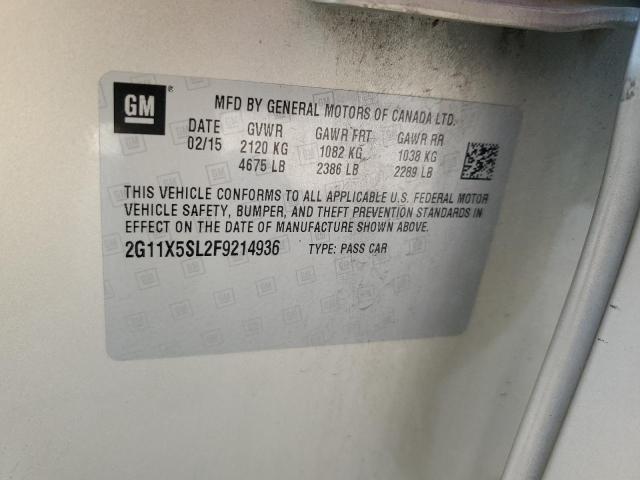 GM ®
MFD BY GENERAL MOTORS OF CANADA LTD.
DATE GVWR GAWR FRT GAWR RR
02/15 2120 KG 1082 KG 1038 KG
4675 LB 2386 LB 2289 LB
THIS VEHICLE CONFORMS TO ALL APPLICABLE U.S. FEDERAL MOTOR
VEHICLE SAFETY, BUMPER, AND THEFT PREVENTION STANDARDS IN
EFFECT ON THE DATE OF MANUFACTURE SHOWN ABOVE.
2G11X5SL2F9214936 TYPE: PASS CAR